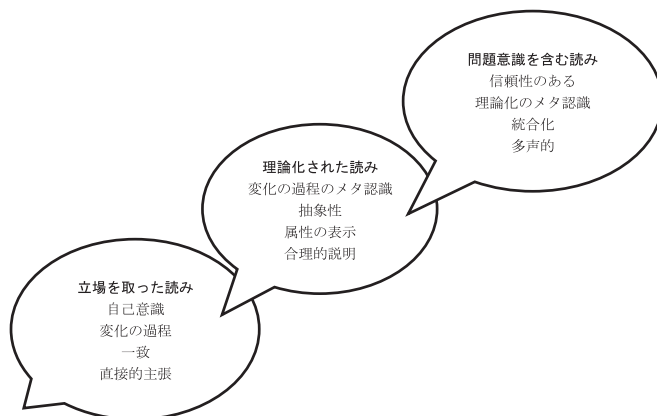 問題意識を含む読み
信頼性のある
理論化のメタ認識
統合化
多声的
理論化された読み
変化の過程のメタ認識
抽象性
属性の表示
合理的説明
立場を取った読み
自己意識
変化の過程
一致
直接的主張